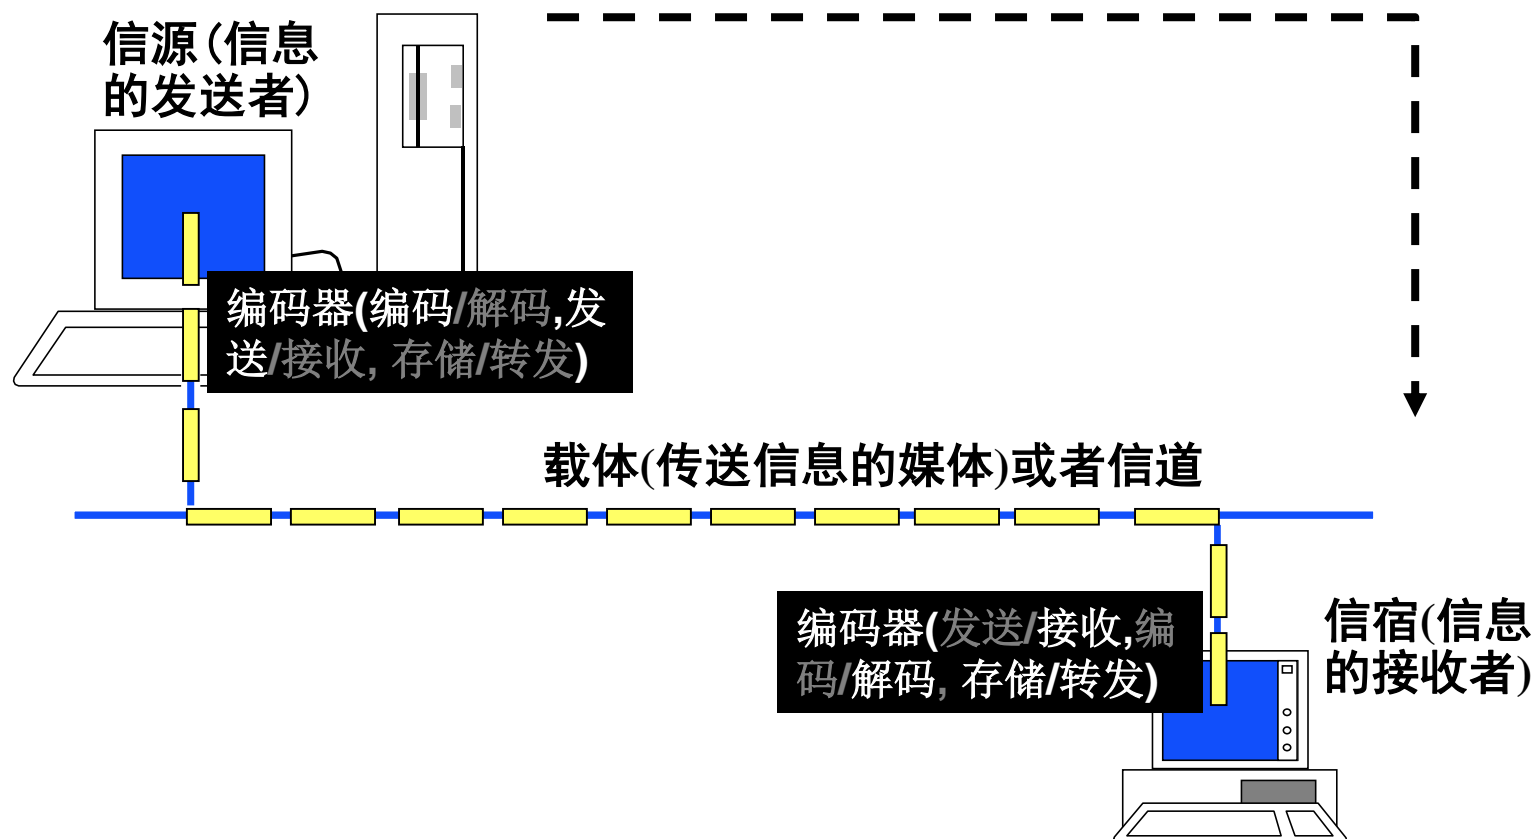 信源(信息
的发送者)
编码器(编码/解码,发
送/接收, 存储/转发)
载体(传送信息的媒体)或者信道
编码器(发送/接收,编
码/解码, 存储/转发)
信宿(信息
的接收者)